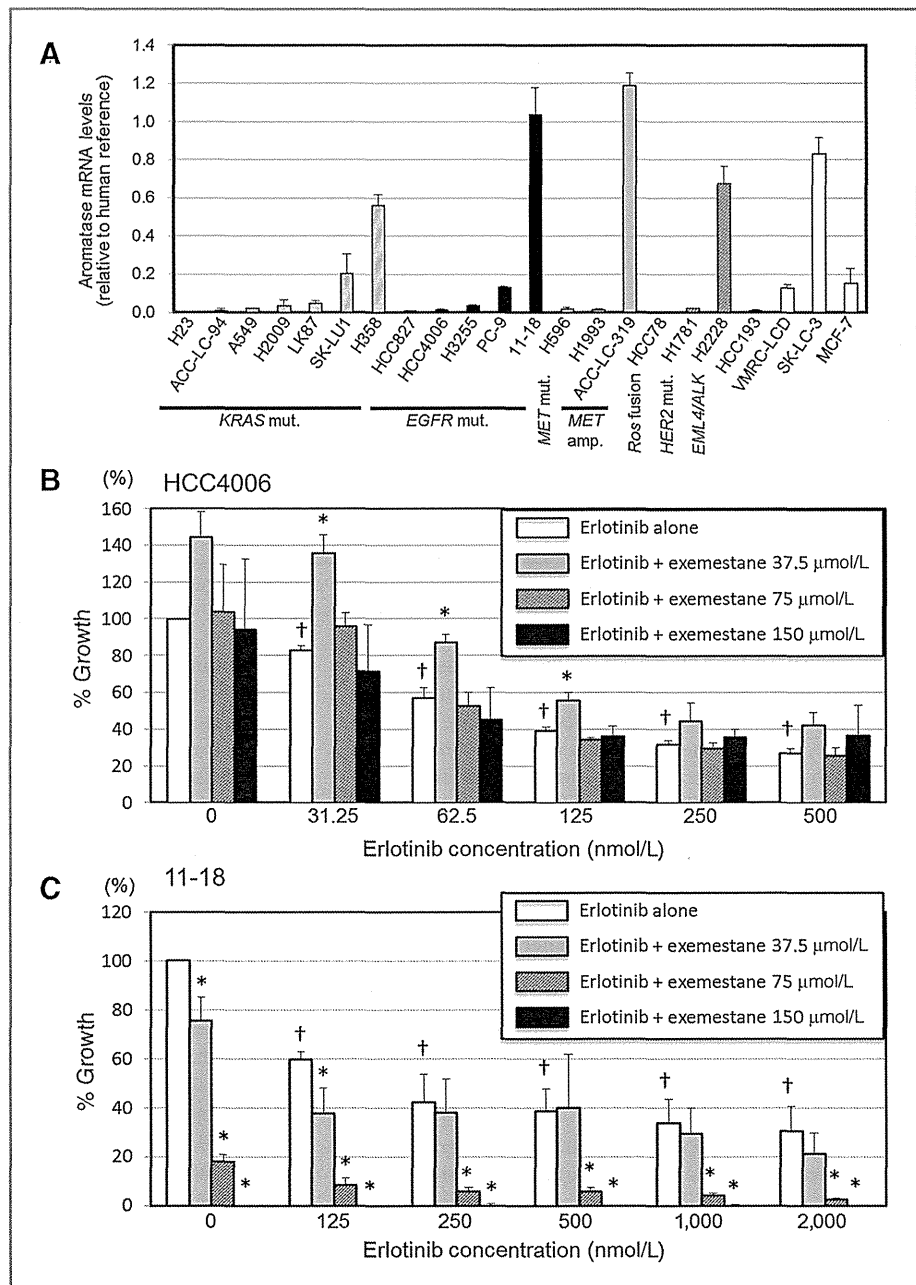 A
Aromatase mRNA levels
(relative to human reference)
1.4
1.2
1.0
0.8
0.6
0.4
0.2
0.0
H23
ACC-LC-94
A549
H2009
LK87
SK-LU1
H358
HCC827
HCC4006
H3255
PC-9
11-18
H596
H1993
ACC-LC-319
HCC78
H1781
H2228
HCC193
VMRC-LCD
SK-LC-3
MCF-7
KRAS mut.
EGFR mut.
MET mut.
MET
amp.
Ros fusion
HER2 mut.
EML4/ALK
B
(%)
HCC4006
% Growth
160
140
120
100
80
60
40
20
0
Erlotinib alone
Erlotinib + exemestane 37.5 µmol/L
Erlotinib + exemestane 75 µmol/L
Erlotinib + exemestane 150 µmol/L
* 
† † * † * † †
0 31.25 62.5 125 250 500
Erlotinib concentration (nmol/L)
C
(%)
11-18
% Growth
120
100
80
60
40
20
0
Erlotinib alone
Erlotinib + exemestane 37.5 µmol/L
Erlotinib + exemestane 75 µmol/L
Erlotinib + exemestane 150 µmol/L
* * *
† * * *
† * *
† * *
† * *
† * *
0 125 250 500 1,000 2,000
Erlotinib concentration (nmol/L)